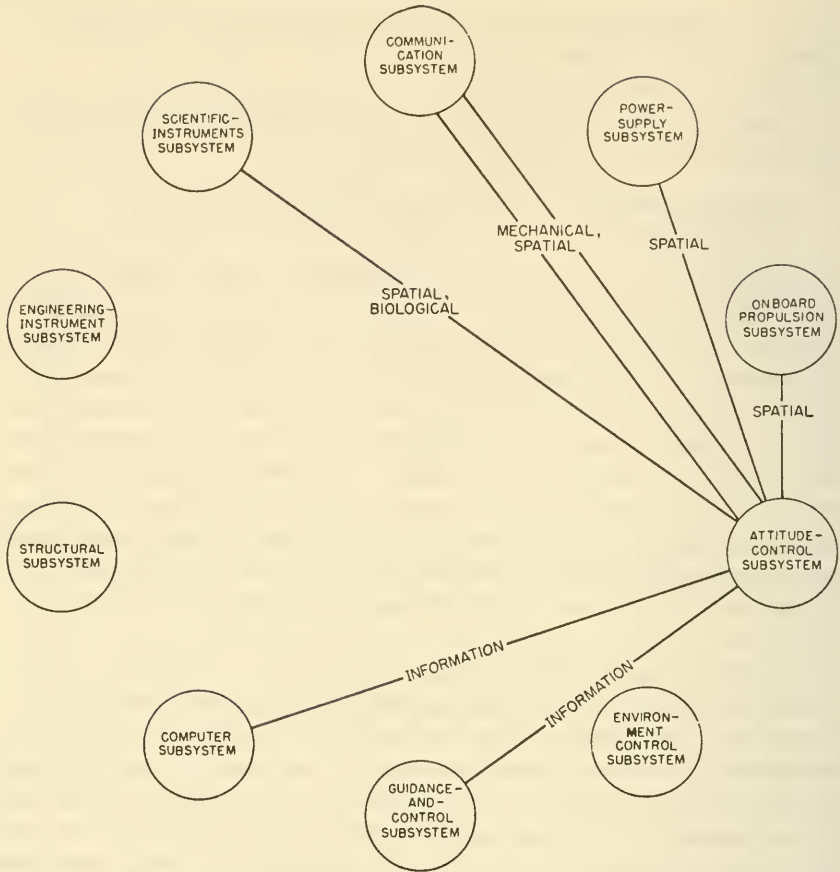 COMMUNI-
CATION
SUBSYSTEM
SCIENTIFIC-
INSTRUMENTS
SUBSYSTEM
POWER-
SUPPLY
SUBSYSTEM
MECHANICAL,
SPATIAL
SPATIAL
SPATIAL,
BIOLOGICAL
ENGINEERING-
INSTRUMENT
SUBSYSTEM
ONBOARD
PROPULSION
SUBSYSTEM
SPATIAL
STRUCTURAL
SUBSYSTEM
ATTITUDE-
CONTROL
SUBSYSTEM
INFORMATION
INFORMATION
COMPUTER
SUBSYSTEM
ENVIRON-
MENT
CONTROL
SUBSYSTEM
GUIDANCE-
AND-
CONTROL
SUBSYSTEM